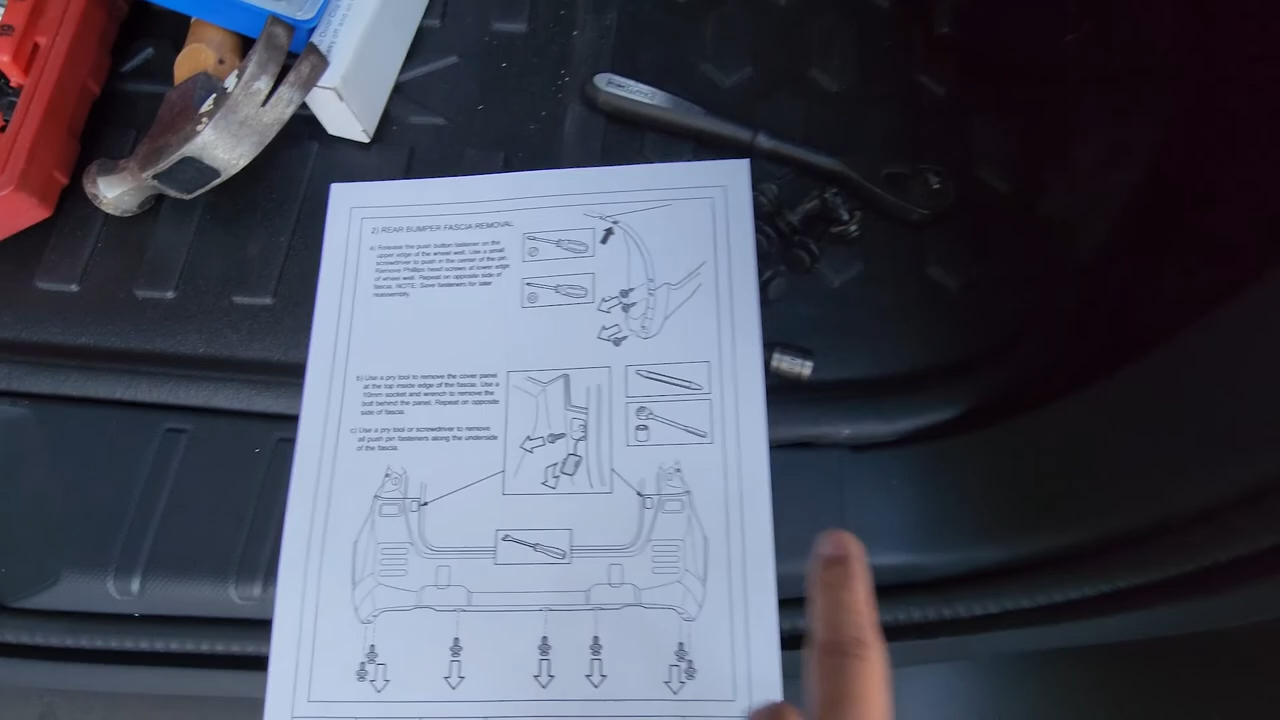 2) REAR BUMPER FASCIA REMOVAL
a) Release the push button fastener on the
upper edge of the wheel well. Use a small
screwdriver to push in the center of the pin.
Remove Phillips head screws at lower edge
of wheel well. Repeat on opposite side of
fascia. NOTE: Save fasteners for later
reassembly.
b) Use a pry tool to remove the cover panel
at the top inside edge of the fascia. Use a
10mm socket and wrench to remove the
bolt behind the panel. Repeat on opposite
side of fascia.
c) Use a pry tool or screwdriver to remove
all push pin fasteners along the underside
of the fascia.